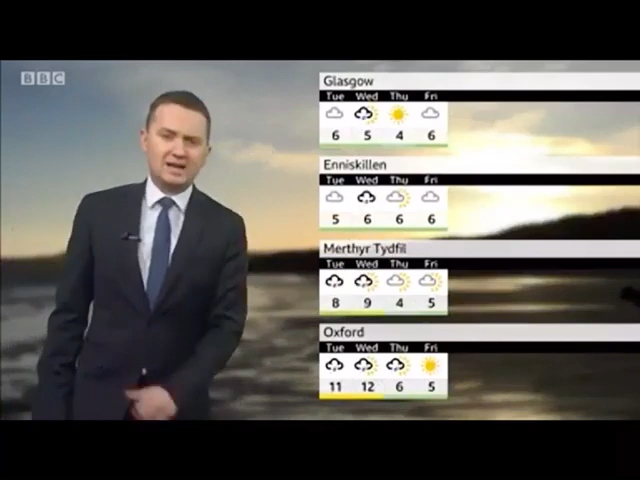 BBC
Glasgow
Tue Wed Thu Fri
6 5 4 6
Enniskillen
Tue Wed Thu Fri
5 6 6 6
Merthyr Tydfil
Tue Wed Thu Fri
8 9 4 5
Oxford
Tue Wed Thu Fri
11 12 6 5